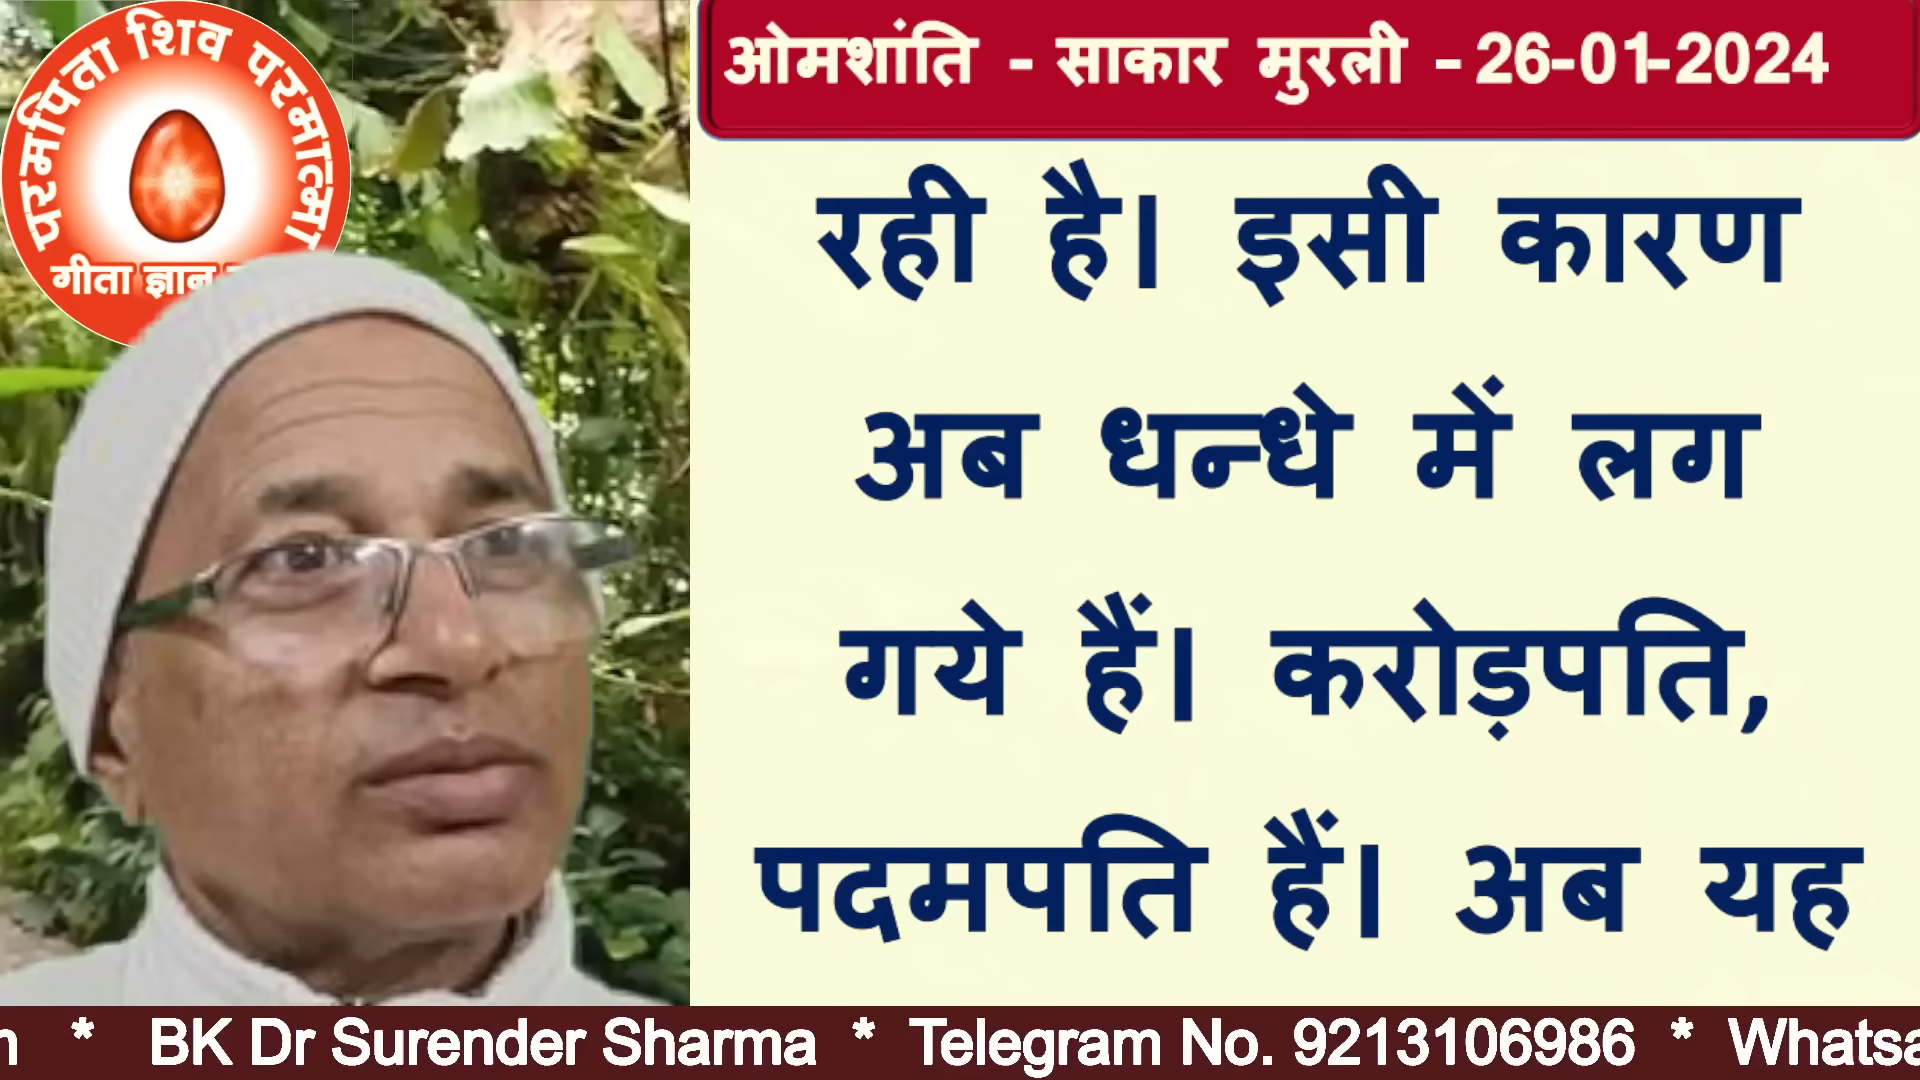 परमपिता शिव परमात्मा
गीता ज्ञान
ओमशांति - साकार मुरली - 26-01-2024
रही है। इसी कारण
अब धन्धे में लग
गये हैं। करोड़पति,
पदमपति हैं। अब यह
* BK Dr Surender Sharma * Telegram No. 9213106986 *